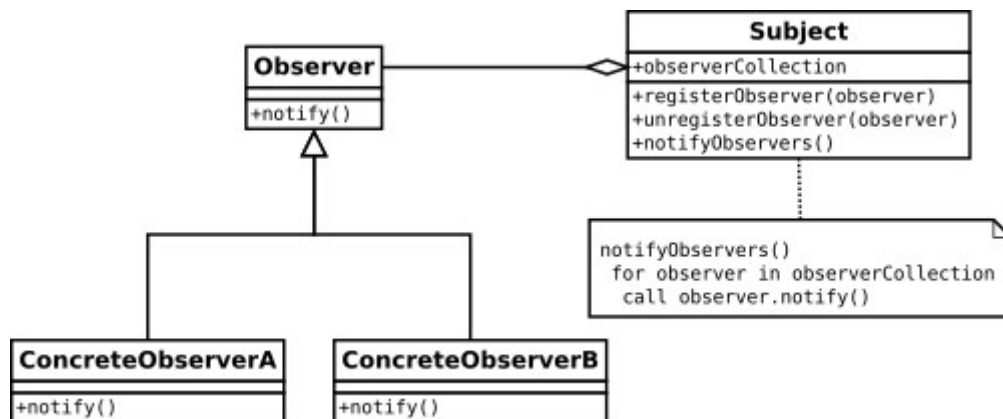 Observer
+notify()
Subject
+observerCollection
+registerObserver(observer)
+unregisterObserver(observer)
+notifyObservers()
notifyObservers()
for observer in observerCollection
call observer.notify()
ConcreteObserverA
+notify()
ConcreteObserverB
+notify()